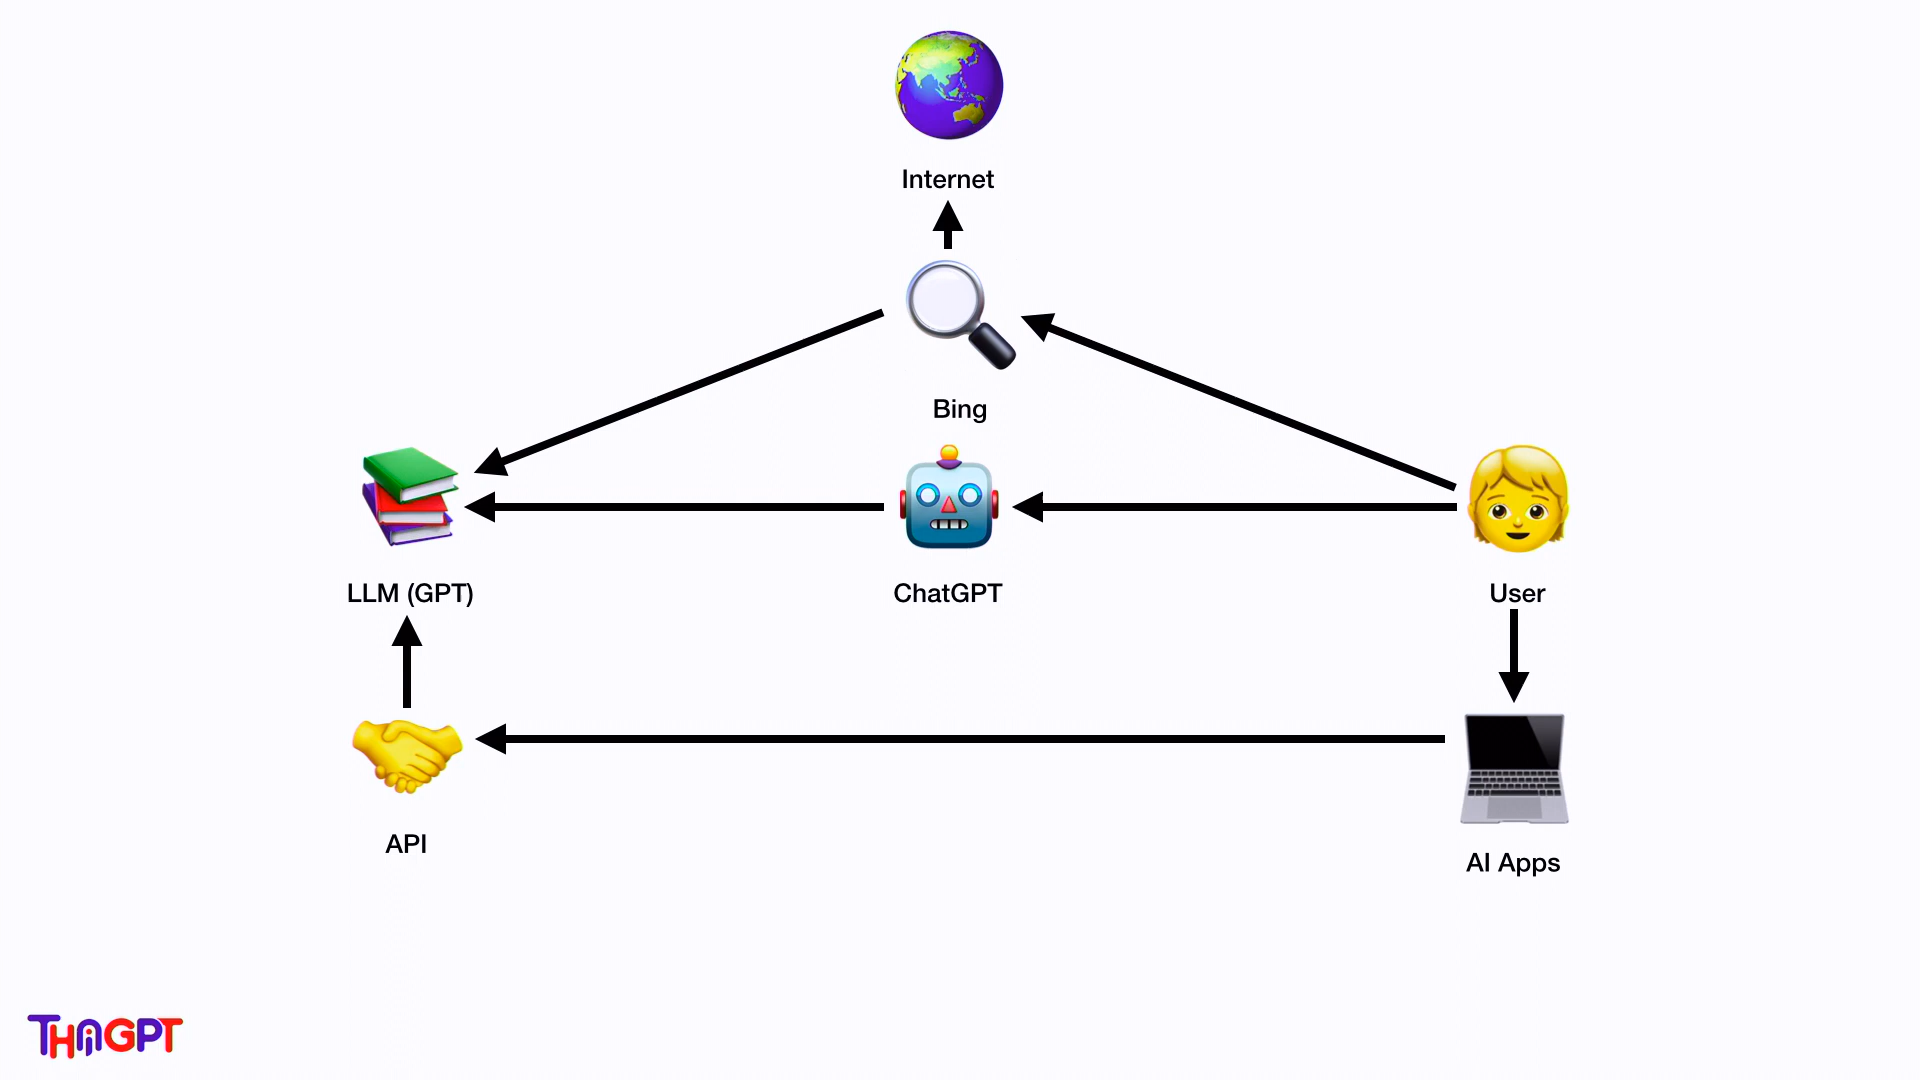 Internet
Bing
LLM (GPT)
ChatGPT
User
API
AI Apps
THAIGPT